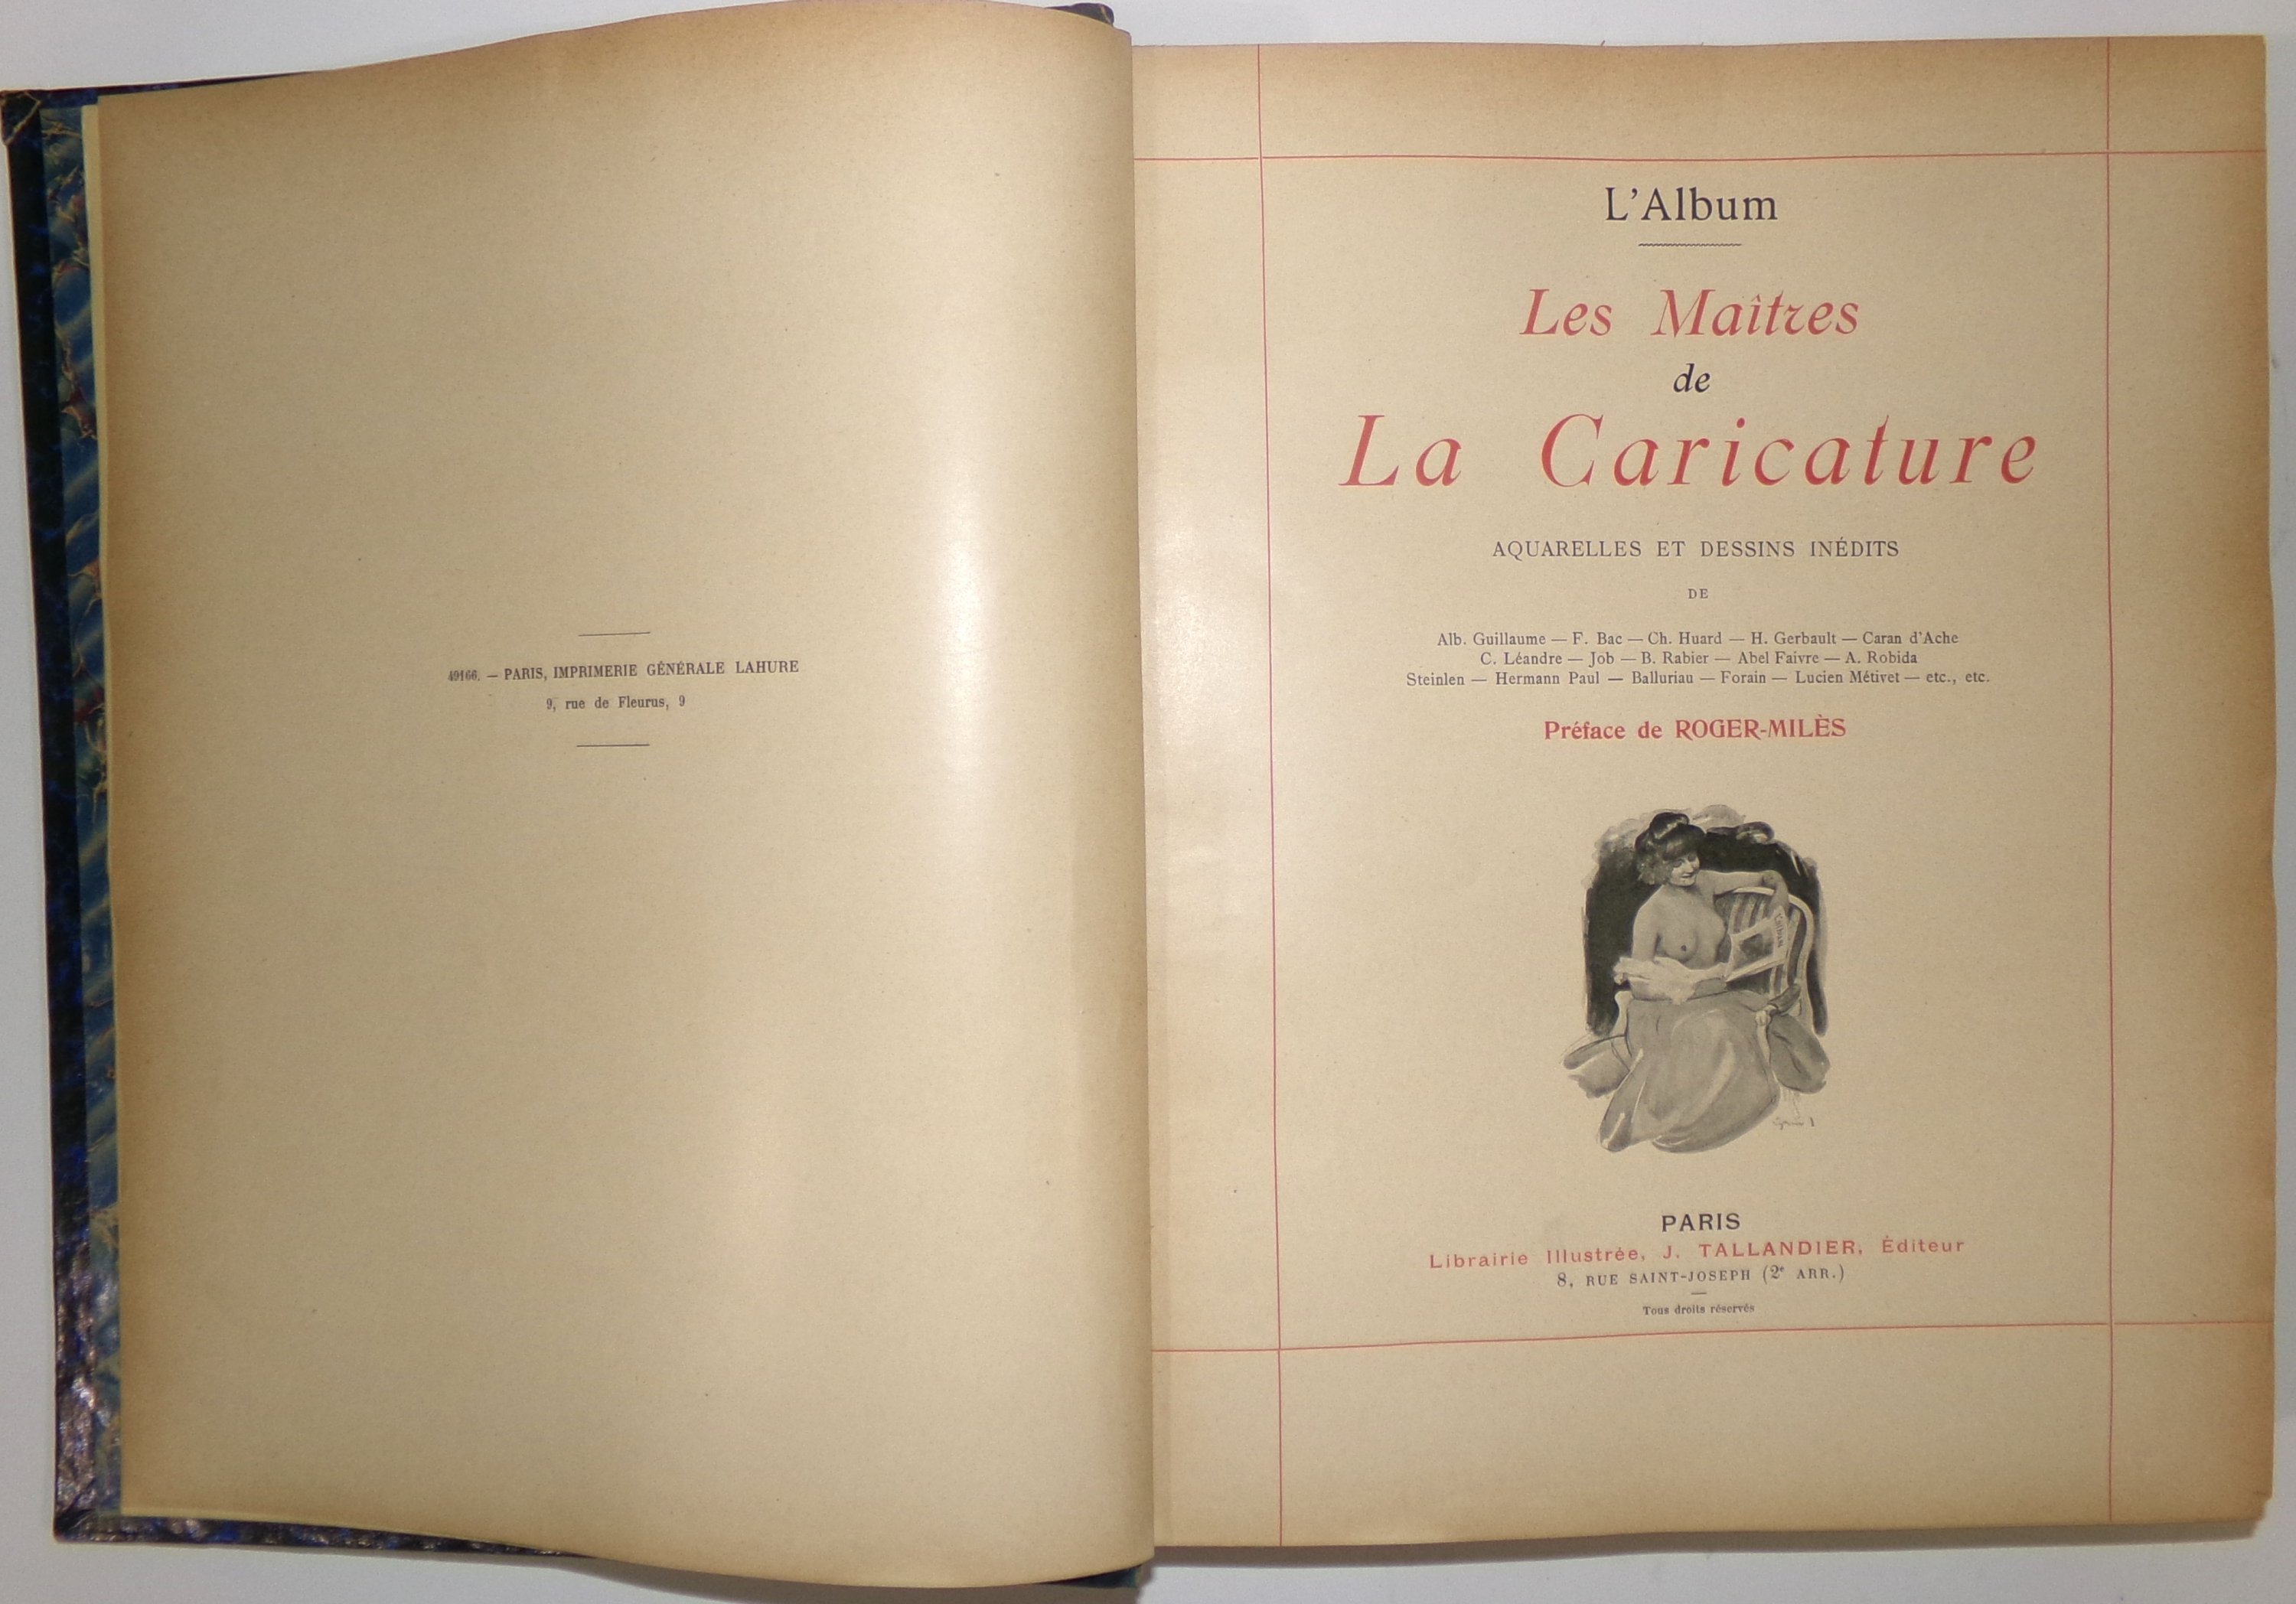 49166. — PARIS, IMPRIMERIE GÉNÉRALE LAHURE
9, rue de Fleurus, 9
L'Album
Les Maîtres
de
La Caricature
AQUARELLES ET DESSINS INÉDITS
DE
Alb. Guillaume — F. Bac — Ch. Huard — H. Gerbault — Caran d'Ache
C. Léandre — Job — B. Rabier — Abel Faivre — A. Robida
Steinlen — Hermann Paul — Balluriau — Forain — Lucien Métivet — etc., etc.
Préface de ROGER-MILÈS
L'Album
PARIS
Librairie Illustrée, J. TALLANDIER, Éditeur
8, RUE SAINT-JOSEPH (2e ARR.)
Tous droits réservés